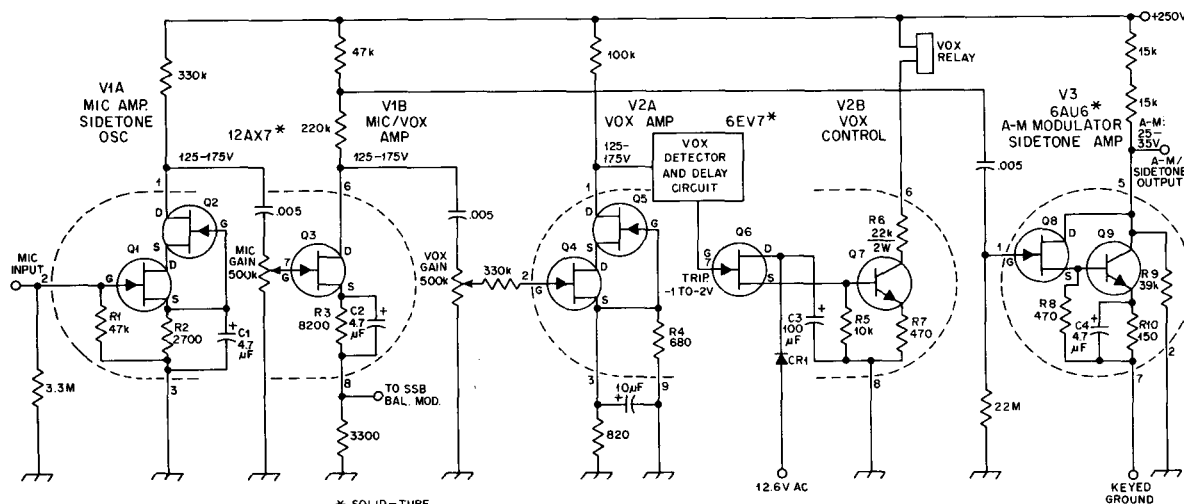 +250V
330k
47k
100k
VOX
RELAY
15k
15k
V1A
MIC AMP.
SIDETONE
OSC
12AX7*
V1B
MIC/VOX
AMP
220k
V2A
VOX AMP
6EV7*
V2B
VOX
CONTROL
V3
6AU6*
A-M MODULATOR
SIDETONE AMP
A-M:
25-
35V
A-M/
SIDETONE
OUTPUT
125-175V
125-175V
125-
175V
VOX
DETECTOR
AND DELAY
CIRCUIT
.005
1
Q2
D
G
S
.005
6
.005
1
D
Q5
G
S
6
R6
22k
2W
5
Q8
D
Q9
MIC
INPUT
2
Q1
G
D
S
MIC
GAIN
500k
7
G
Q3
D
S
VOX
GAIN
500k
330k
2
G
Q4
D
S
G
7
TRIP.
-1 TO-2V
Q6
D
S
Q7
1
G
S
R9
39k
R1
47k
R2
2700
C1
4.7
μF
+
R3
8200
C2
4.7
μF
+
R4
680
C3
100
μF
+
R5
10k
R7
470
R8
470
C4
4.7
μF
+
R10
150
2
3.3M
3
8
TO SSB
BAL. MOD.
3300
3
10μF
+
9
820
CR1
8
22M
7
12.6V AC
KEYED
GROUND
* SOLID-TUBE